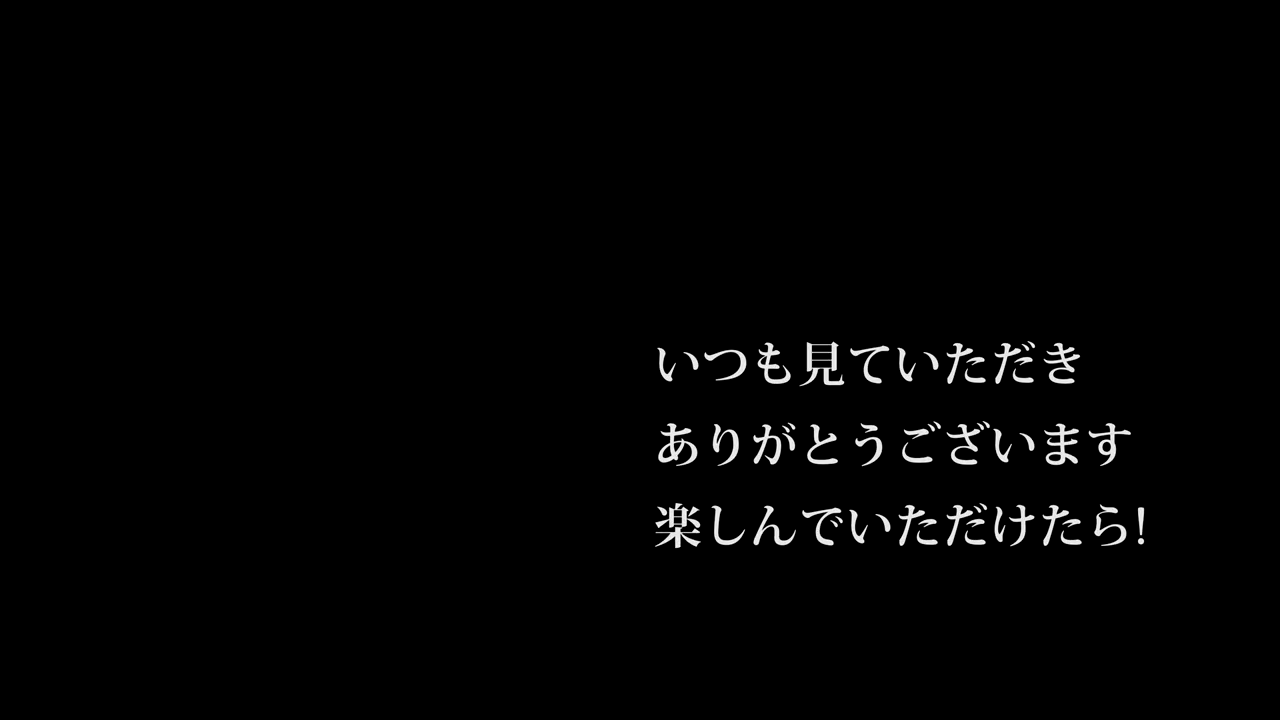 いつも見ていただき
ありがとうございます
楽しんでいただけたら!